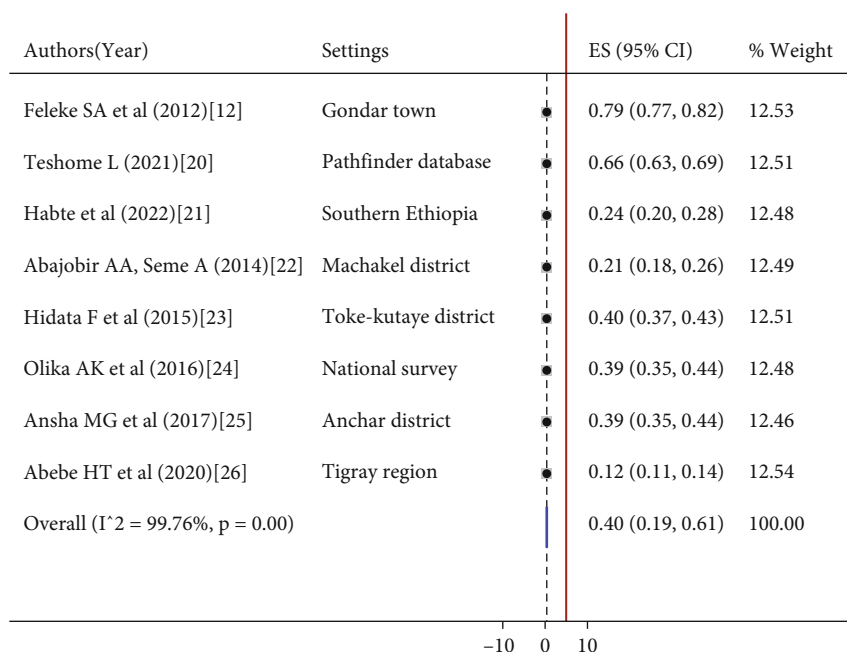 Authors(Year) Settings ES (95% CI) % Weight
Feleke SA et al (2012)[12] Gondar town 0.79 (0.77, 0.82) 12.53
Teshome L (2021)[20] Pathfinder database 0.66 (0.63, 0.69) 12.51
Habte et al (2022)[21] Southern Ethiopia 0.24 (0.20, 0.28) 12.48
Abajobir AA, Seme A (2014)[22] Machakel district 0.21 (0.18, 0.26) 12.49
Hidata F et al (2015)[23] Toke-kutaye district 0.40 (0.37, 0.43) 12.51
Olika AK et al (2016)[24] National survey 0.39 (0.35, 0.44) 12.48
Ansha MG et al (2017)[25] Anchar district 0.39 (0.35, 0.44) 12.46
Abebe HT et al (2020)[26] Tigray region 0.12 (0.11, 0.14) 12.54
Overall (I^2 = 99.76%, p = 0.00) 0.40 (0.19, 0.61) 100.00
−10 0 10